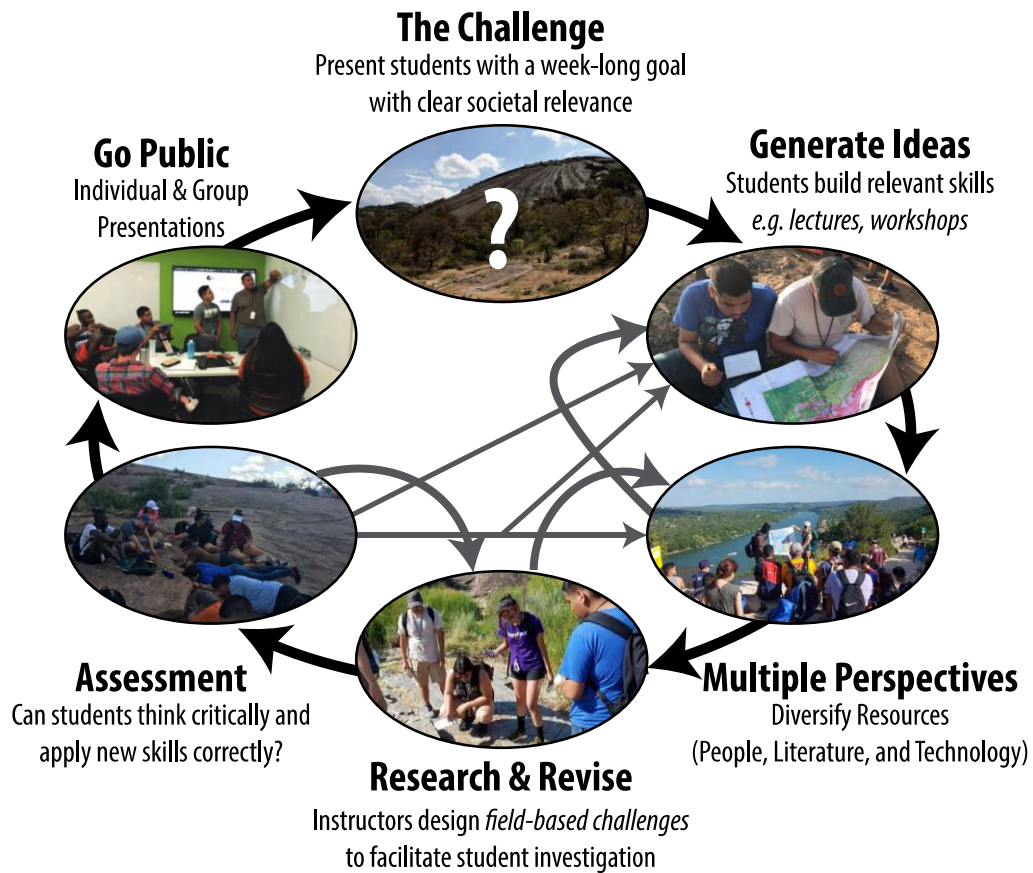 The Challenge
Present students with a week-long goal
with clear societal relevance
?
Generate Ideas
Students build relevant skills
e.g. lectures, workshops
Multiple Perspectives
Diversify Resources
(People, Literature, and Technology)
Research & Revise
Instructors design field-based challenges
to facilitate student investigation
Assessment
Can students think critically and
apply new skills correctly?
Go Public
Individual & Group
Presentations